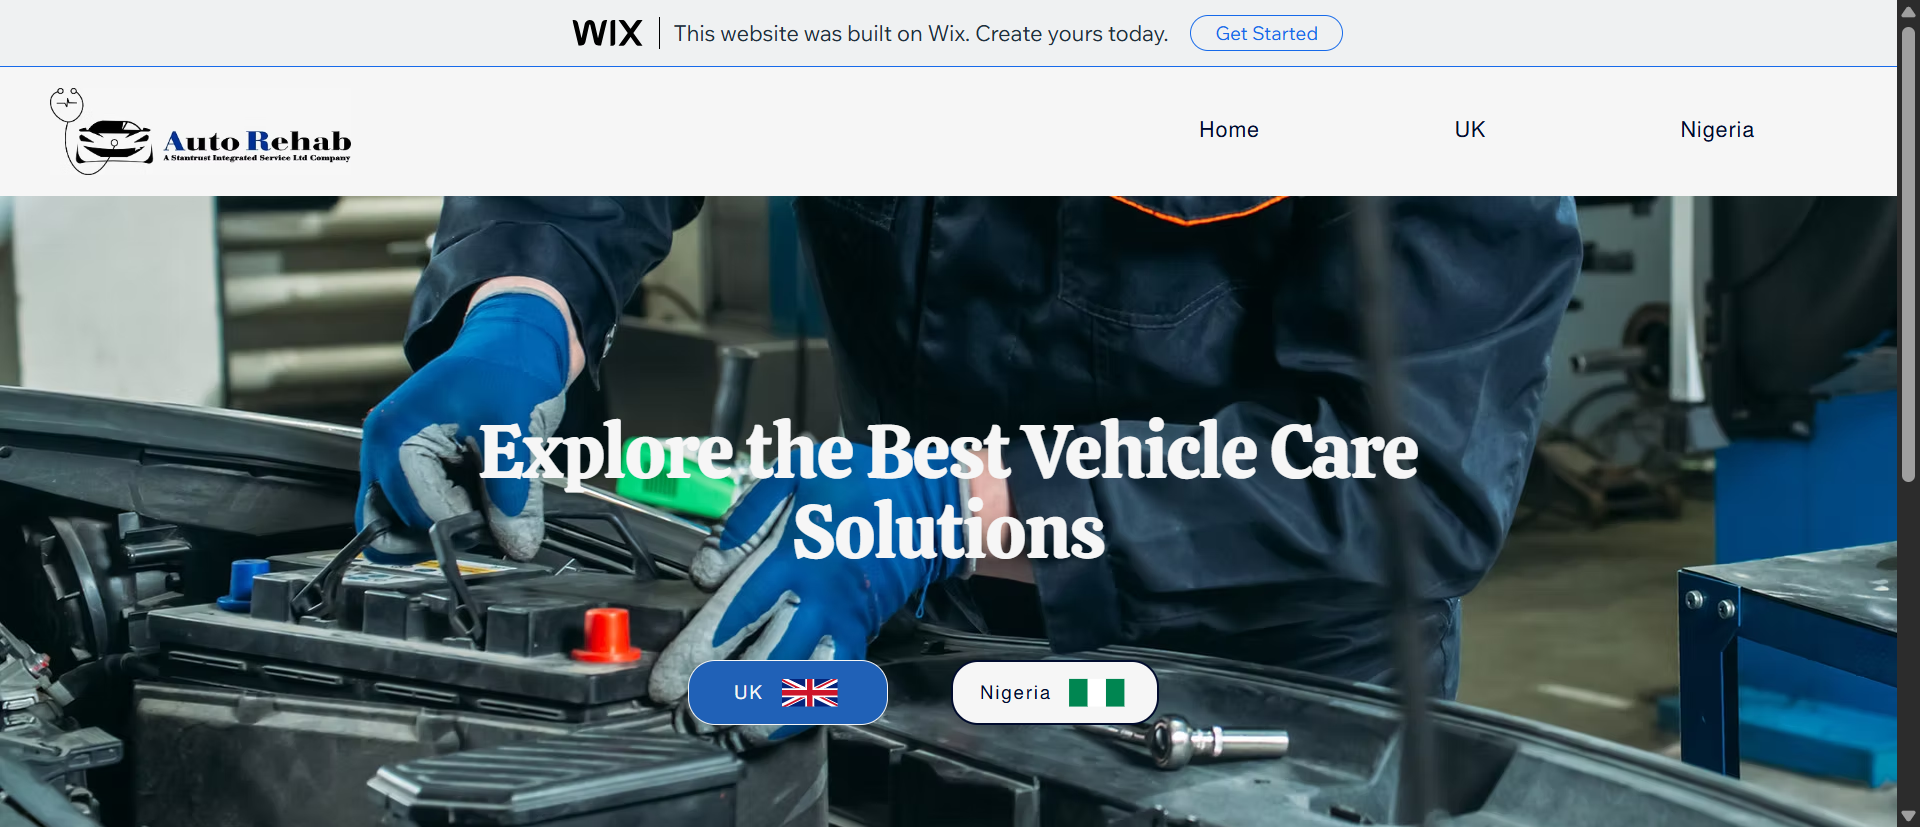 WIX This website was built on Wix. Create yours today. Get Started
Auto Rehab
A Stantrust Integrated Service Ltd Company
Home UK Nigeria
Explore the Best Vehicle Care
Solutions
UK Nigeria